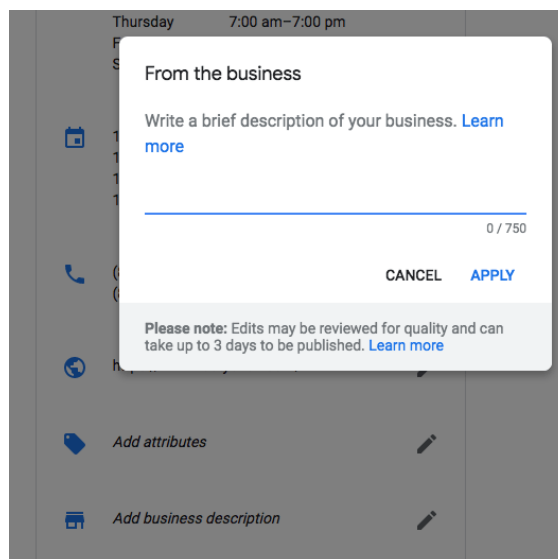 Thursday 7:00 am–7:00 pm
F
S
From the business
Write a brief description of your business. Learn
more
0 / 750
CANCEL APPLY
Please note: Edits may be reviewed for quality and can
take up to 3 days to be published. Learn more
Add attributes
Add business description